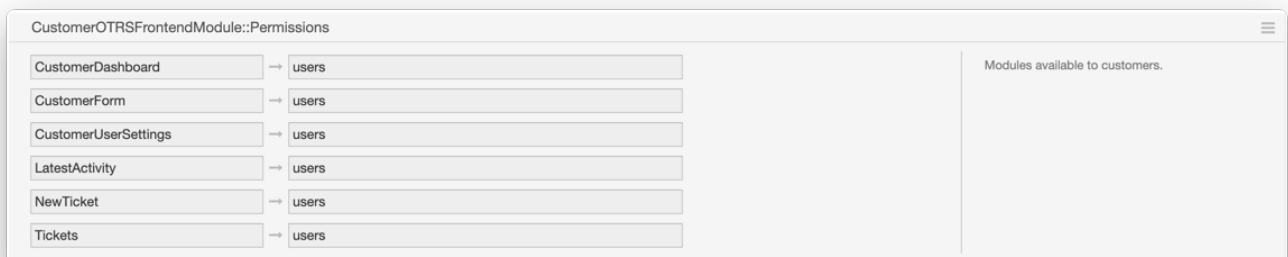 CustomerOTRSFrontendModule::Permissions
CustomerDashboard → users
Modules available to customers.
CustomerForm → users
CustomerUserSettings → users
LatestActivity → users
NewTicket → users
Tickets → users